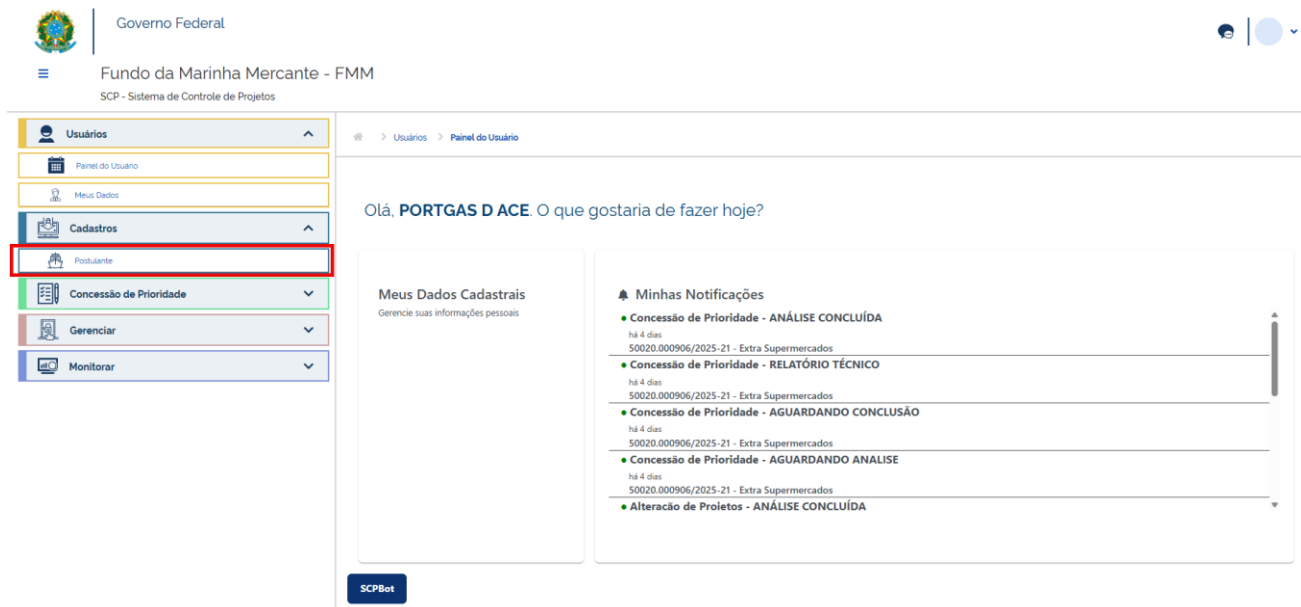 Governo Federal
Fundo da Marinha Mercante - FMM
SCP - Sistema de Controle de Projetos
Usuários
Painel do Usuário
Meus Dados
Cadastros
Postulante
Concessão de Prioridade
Gerenciar
Monitorar
Usuários > Painel do Usuário
Olá, PORTGAS D ACE. O que gostaria de fazer hoje?
Meus Dados Cadastrais
Gerencie suas informações pessoais
Minhas Notificações
Concessão de Prioridade - ANÁLISE CONCLUÍDA
há 4 dias
50020.000906/2025-21 - Extra Supermercados
Concessão de Prioridade - RELATÓRIO TÉCNICO
há 4 dias
50020.000906/2025-21 - Extra Supermercados
Concessão de Prioridade - AGUARDANDO CONCLUSÃO
há 4 dias
50020.000906/2025-21 - Extra Supermercados
Concessão de Prioridade - AGUARDANDO ANALISE
há 4 dias
50020.000906/2025-21 - Extra Supermercados
Alteração de Projetos - ANÁLISE CONCLUÍDA
SCPBot